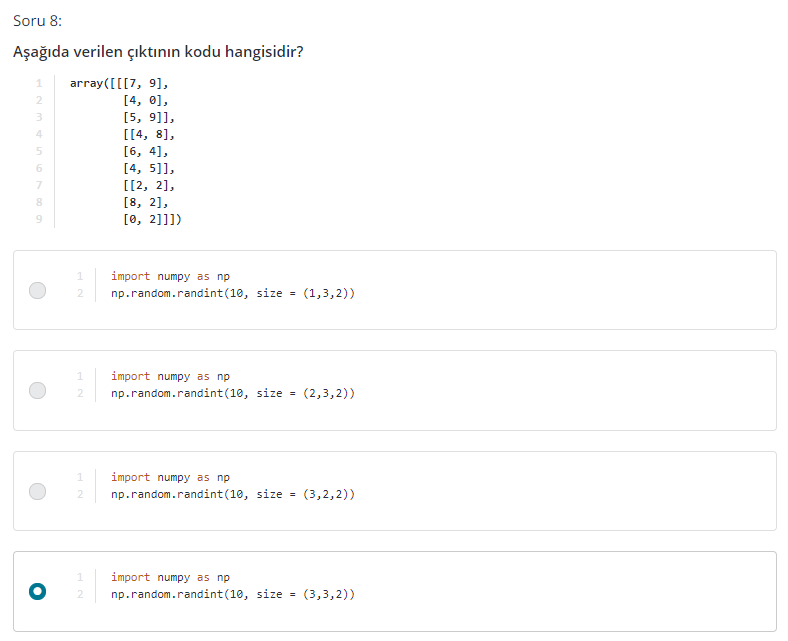 Soru 8:
Aşağıda verilen çıktının kodu hangisidir?
1 array([[[7, 9],
2 [4, 0],
3 [5, 9]],
4 [[4, 8],
5 [6, 4],
6 [4, 5]],
7 [[2, 2],
8 [8, 2],
9 [0, 2]]])
1 import numpy as np
2 np.random.randint(10, size = (1,3,2))
1 import numpy as np
2 np.random.randint(10, size = (2,3,2))
1 import numpy as np
2 np.random.randint(10, size = (3,2,2))
1 import numpy as np
2 np.random.randint(10, size = (3,3,2))